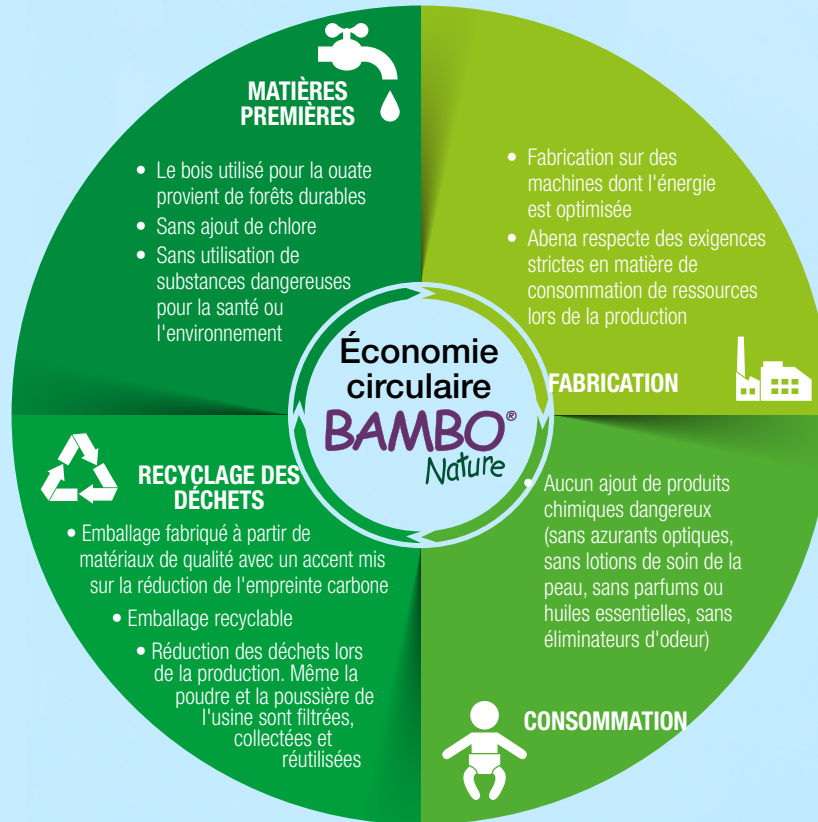 MATIÈRES
PREMIÈRES
• Le bois utilisé pour la ouate
provient de forêts durables
• Sans ajout de chlore
• Sans utilisation de
substances dangereuses
pour la santé ou
l'environnement
• Fabrication sur des
machines dont l'énergie
est optimisée
• Abena respecte des exigences
strictes en matière de
consommation de ressources
lors de la production
FABRICATION
Économie
circulaire
BAMBO®
Nature
RECYCLAGE DES
DÉCHETS
• Emballage fabriqué à partir de
matériaux de qualité avec un accent mis
sur la réduction de l'empreinte carbone
• Emballage recyclable
• Réduction des déchets lors
de la production. Même la
poudre et la poussière de
l'usine sont filtrées,
collectées et
réutilisées
• Aucun ajout de produits
chimiques dangereux
(sans azurants optiques,
sans lotions de soin de la
peau, sans parfums ou
huiles essentielles, sans
éliminateurs d'odeur)
CONSOMMATION